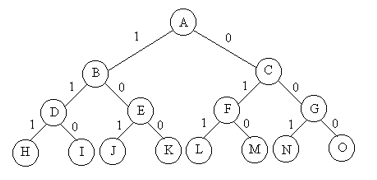 A
1 0
B C
1 0 1 0
D E F G
1 0 1 0 1 0 1 0
H I J K L M N O